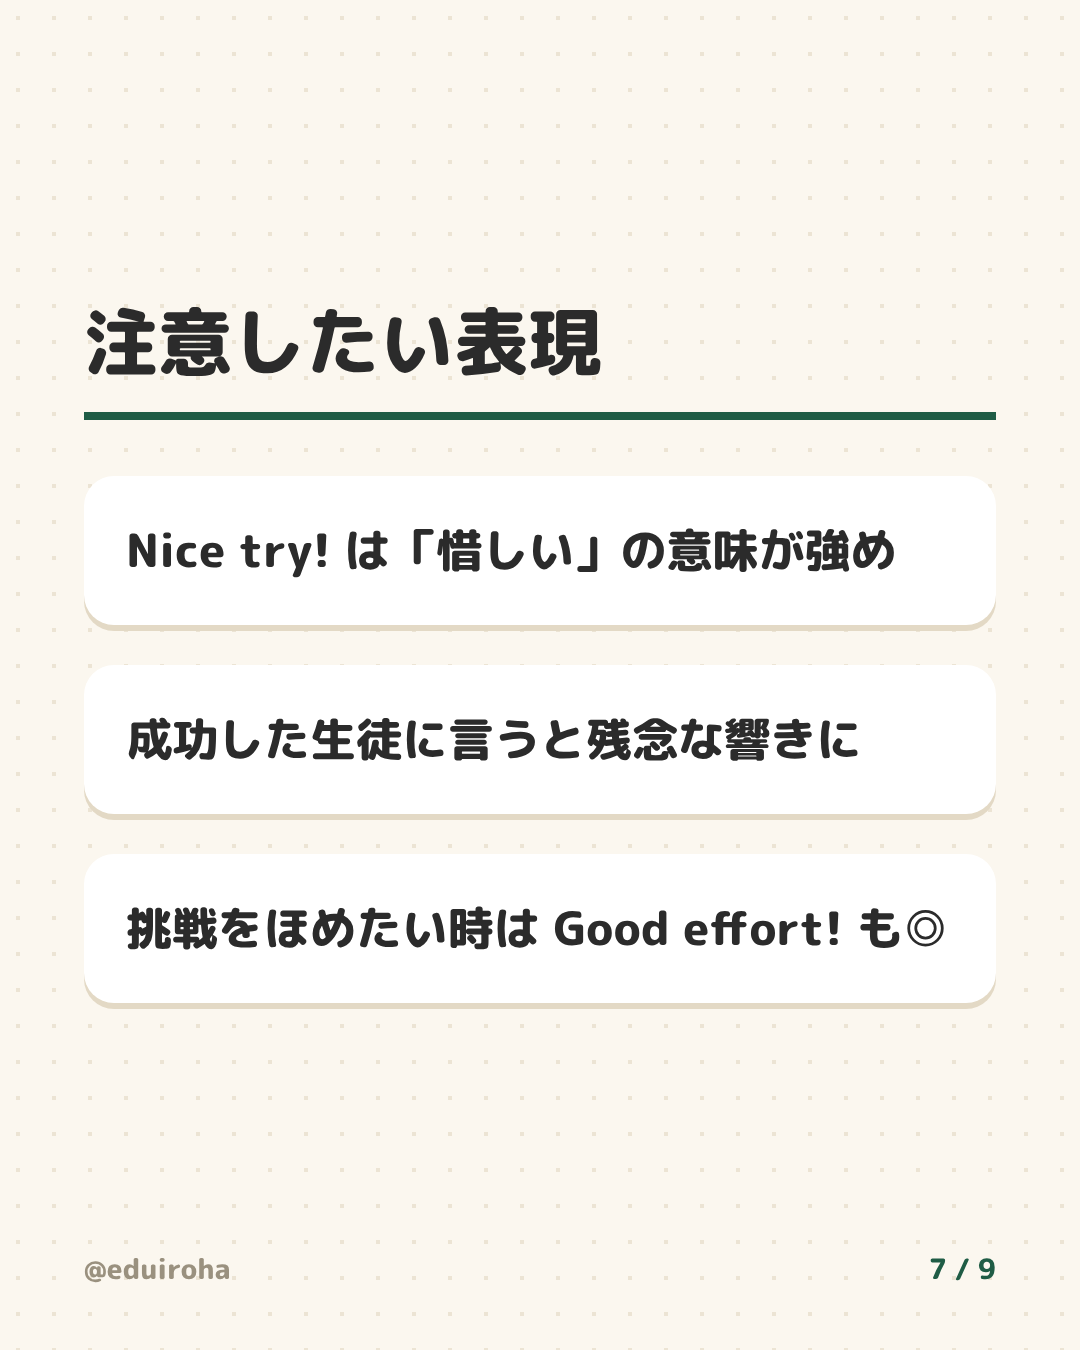 注意したい表現
Nice try! は「惜しい」の意味が強め
成功した生徒に言うと残念な響きに
挑戦をほめたい時は Good effort! も◎
@eduiroha
7 / 9